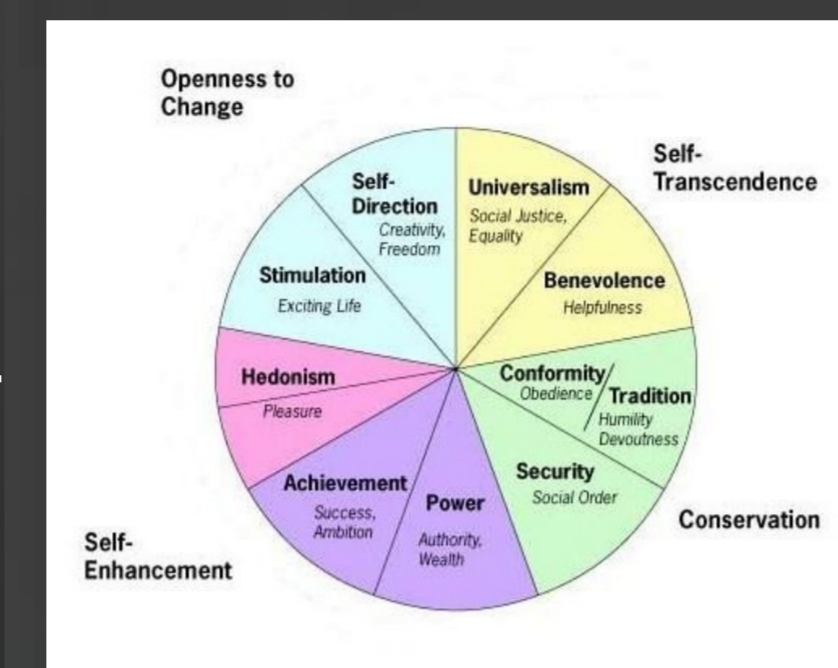 Openness to
Change
Self-
Transcendence
Self-
Direction
Creativity,
Freedom
Universalism
Social Justice,
Equality
Stimulation
Exciting Life
Benevolence
Helpfulness
Hedonism
Pleasure
Conformity/
Obedience
Tradition
Humility
Devoutness
Achievement
Success,
Ambition
Power
Authority,
Wealth
Security
Social Order
Self-
Enhancement
Conservation